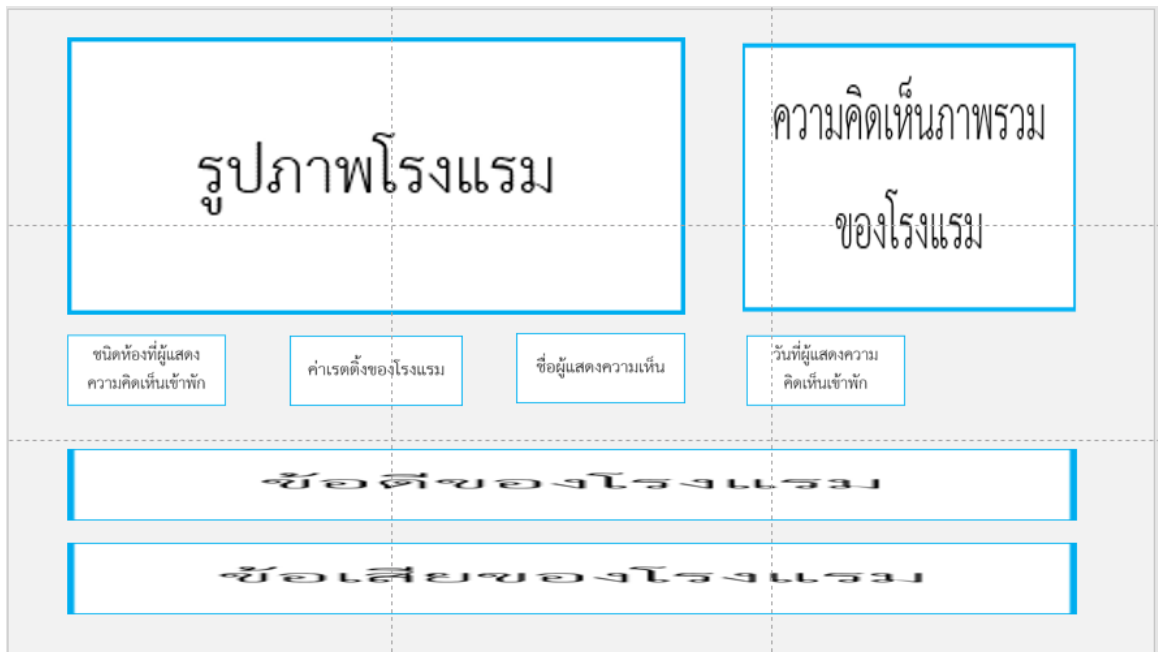 รูปภาพโรงแรม
ความคิดเห็นภาพรวม
ของโรงแรม
ชนิดห้องที่ผู้แสดง
ความคิดเห็นเข้าพัก
ค่าเรตติ้งของโรงแรม
ชื่อผู้แสดงความเห็น
วันที่ผู้แสดงความ
คิดเห็นเข้าพัก
ข้อดีของโรงแรม
ข้อเสียของโรงแรม